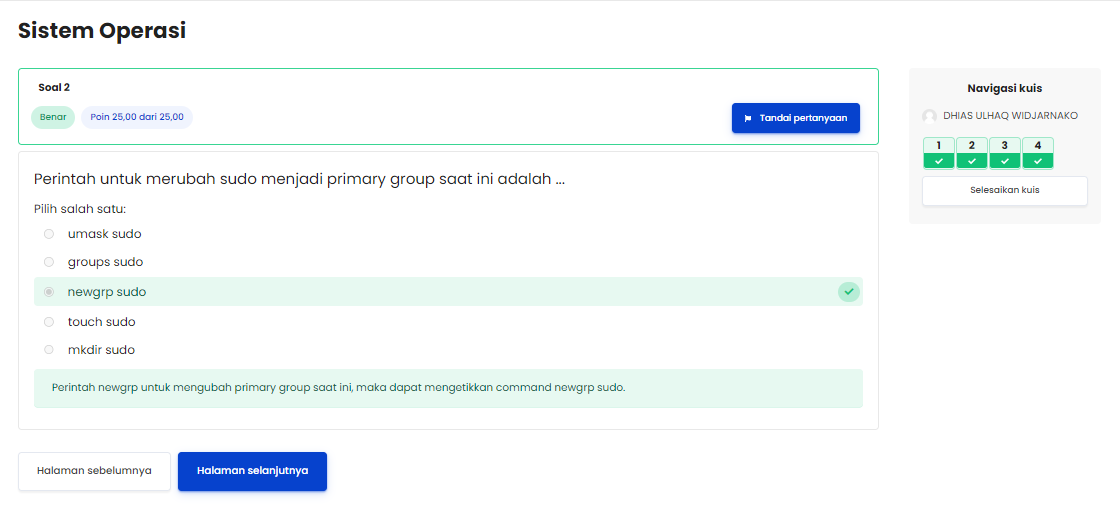 Sistem Operasi
Soal 2
Benar Poin 25,00 dari 25,00
Tandai pertanyaan
Perintah untuk merubah sudo menjadi primary group saat ini adalah ...
Pilih salah satu:
umask sudo
groups sudo
newgrp sudo
touch sudo
mkdir sudo
Perintah newgrp untuk mengubah primary group saat ini, maka dapat mengetikkan command newgrp sudo.
Halaman sebelumnya Halaman selanjutnya
Navigasi kuis
DHIAS ULHAQ WIDJARNAKO
1 2 3 4
Selesaikan kuis